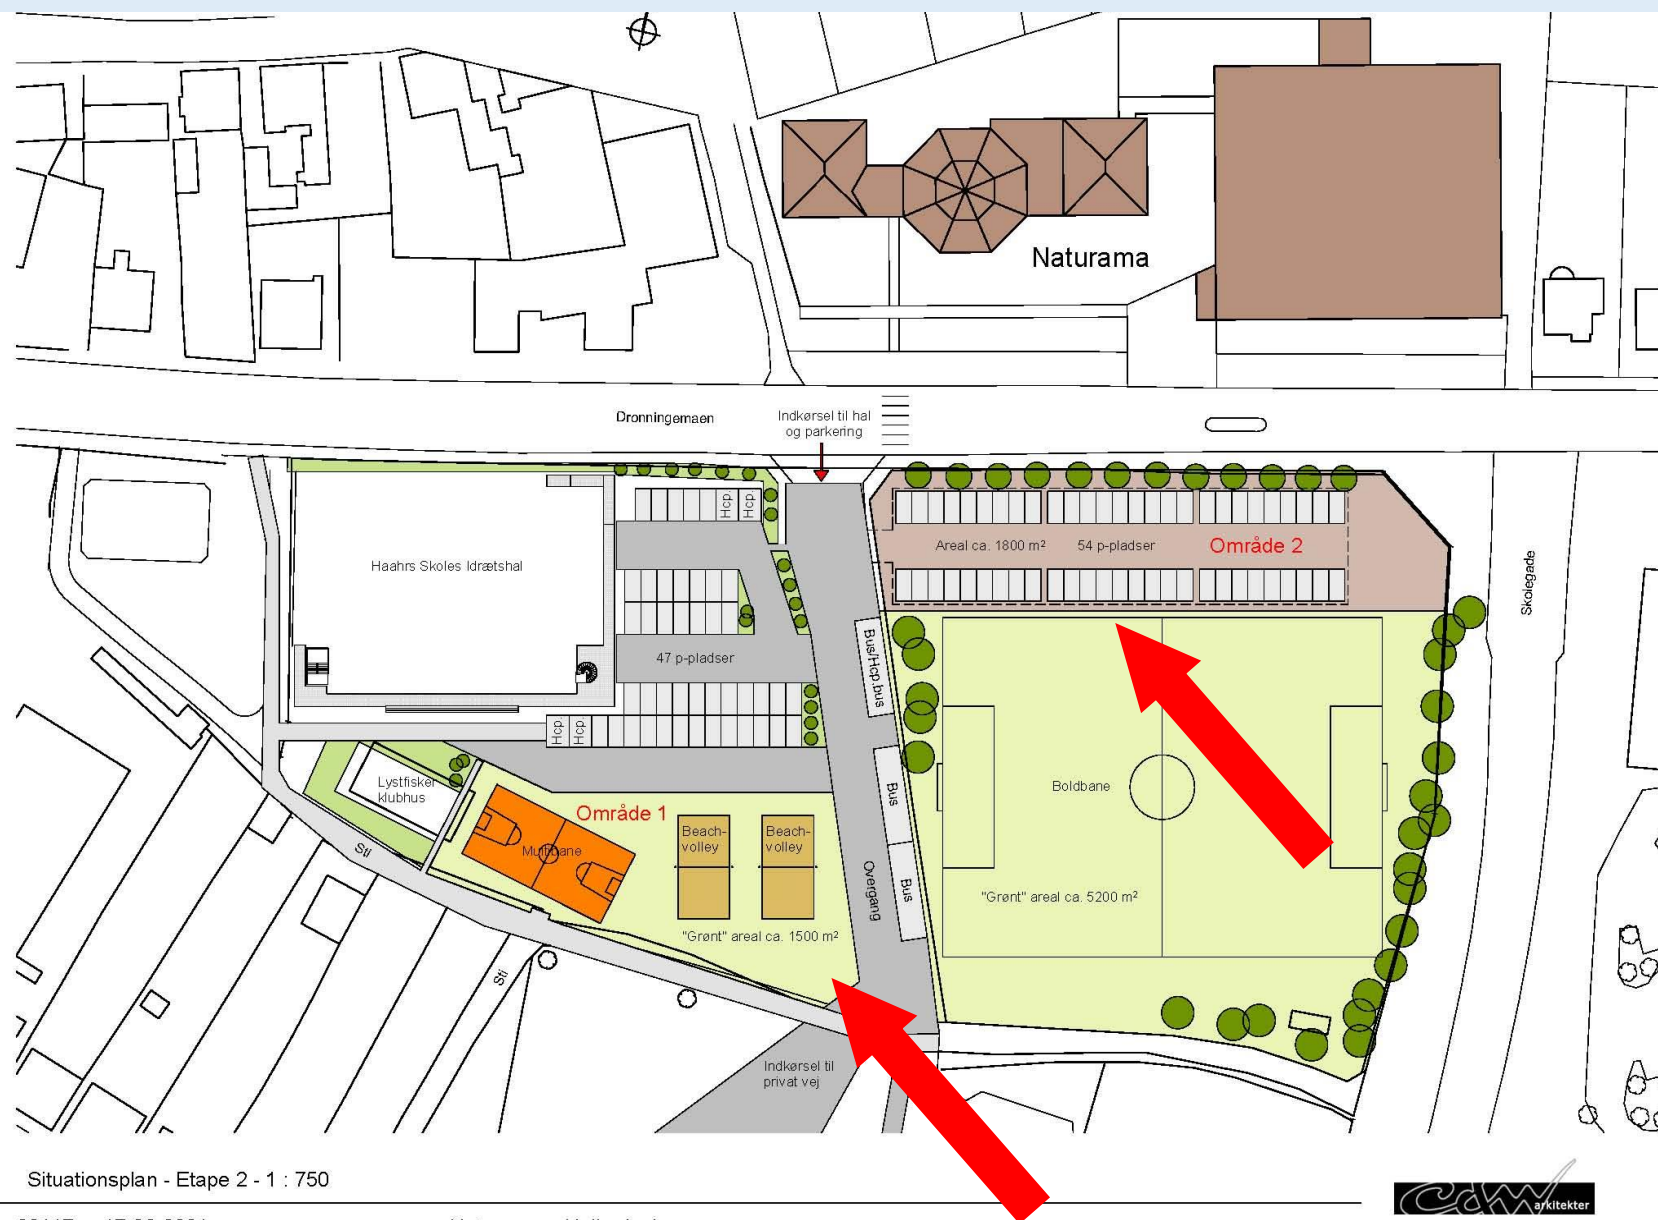 Naturama
Dronningemaen
Indkørsel til hal
og parkering
Hcp.
Hcp.
Haahrs Skoles Idrætshal
Areal ca. 1800 m²
54 p-pladser
Område 2
Skolegade
47 p-pladser
Bus/Hcp.bus
Hcp.
Hcp.
Lystfisker
klubhus
Område 1
Multibane
Beach-
volley
Beach-
volley
Bus
Boldbane
Sti
Overgang
Bus
"Grønt" areal ca. 5200 m²
"Grønt" areal ca. 1500 m²
Sti
Indkørsel til
privat vej
Situationsplan - Etape 2 - 1 : 750
cdw arkitekter